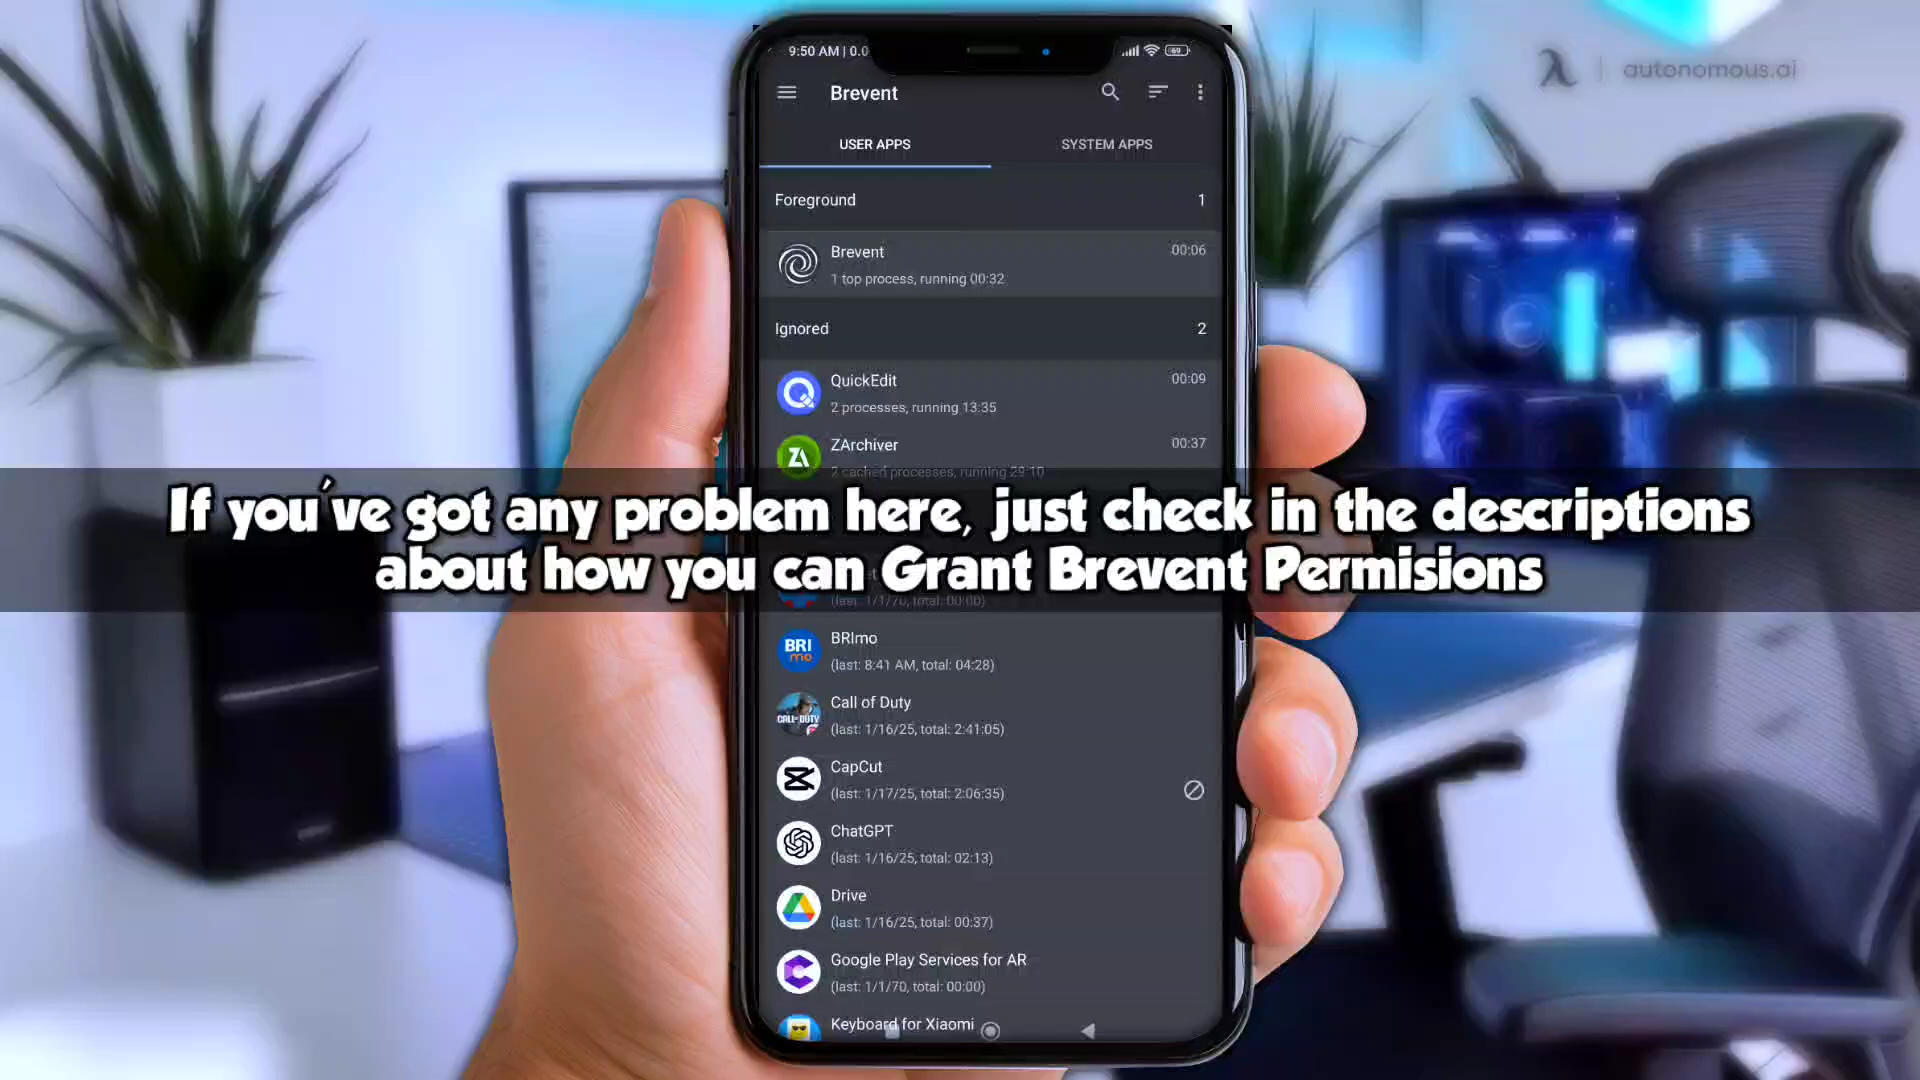 autonomous.ai
9:50 AM | 0.0
69
Brevent
USER APPS
SYSTEM APPS
Foreground 1
Brevent 00:06
1 top process, running 00:32
Ignored 2
QuickEdit 00:09
2 processes, running 13:35
ZArchiver 00:37
2 cached processes, running 29:10
If you've got any problem here, just check in the descriptions
about how you can Grant Brevent Permisions
(last: 1/1/70, total: 00:00)
BRImo
(last: 8:41 AM, total: 04:28)
Call of Duty
(last: 1/16/25, total: 2:41:05)
CapCut
(last: 1/17/25, total: 2:06:35)
ChatGPT
(last: 1/16/25, total: 02:13)
Drive
(last: 1/16/25, total: 00:37)
Google Play Services for AR
(last: 1/1/70, total: 00:00)
Keyboard for Xiaomi